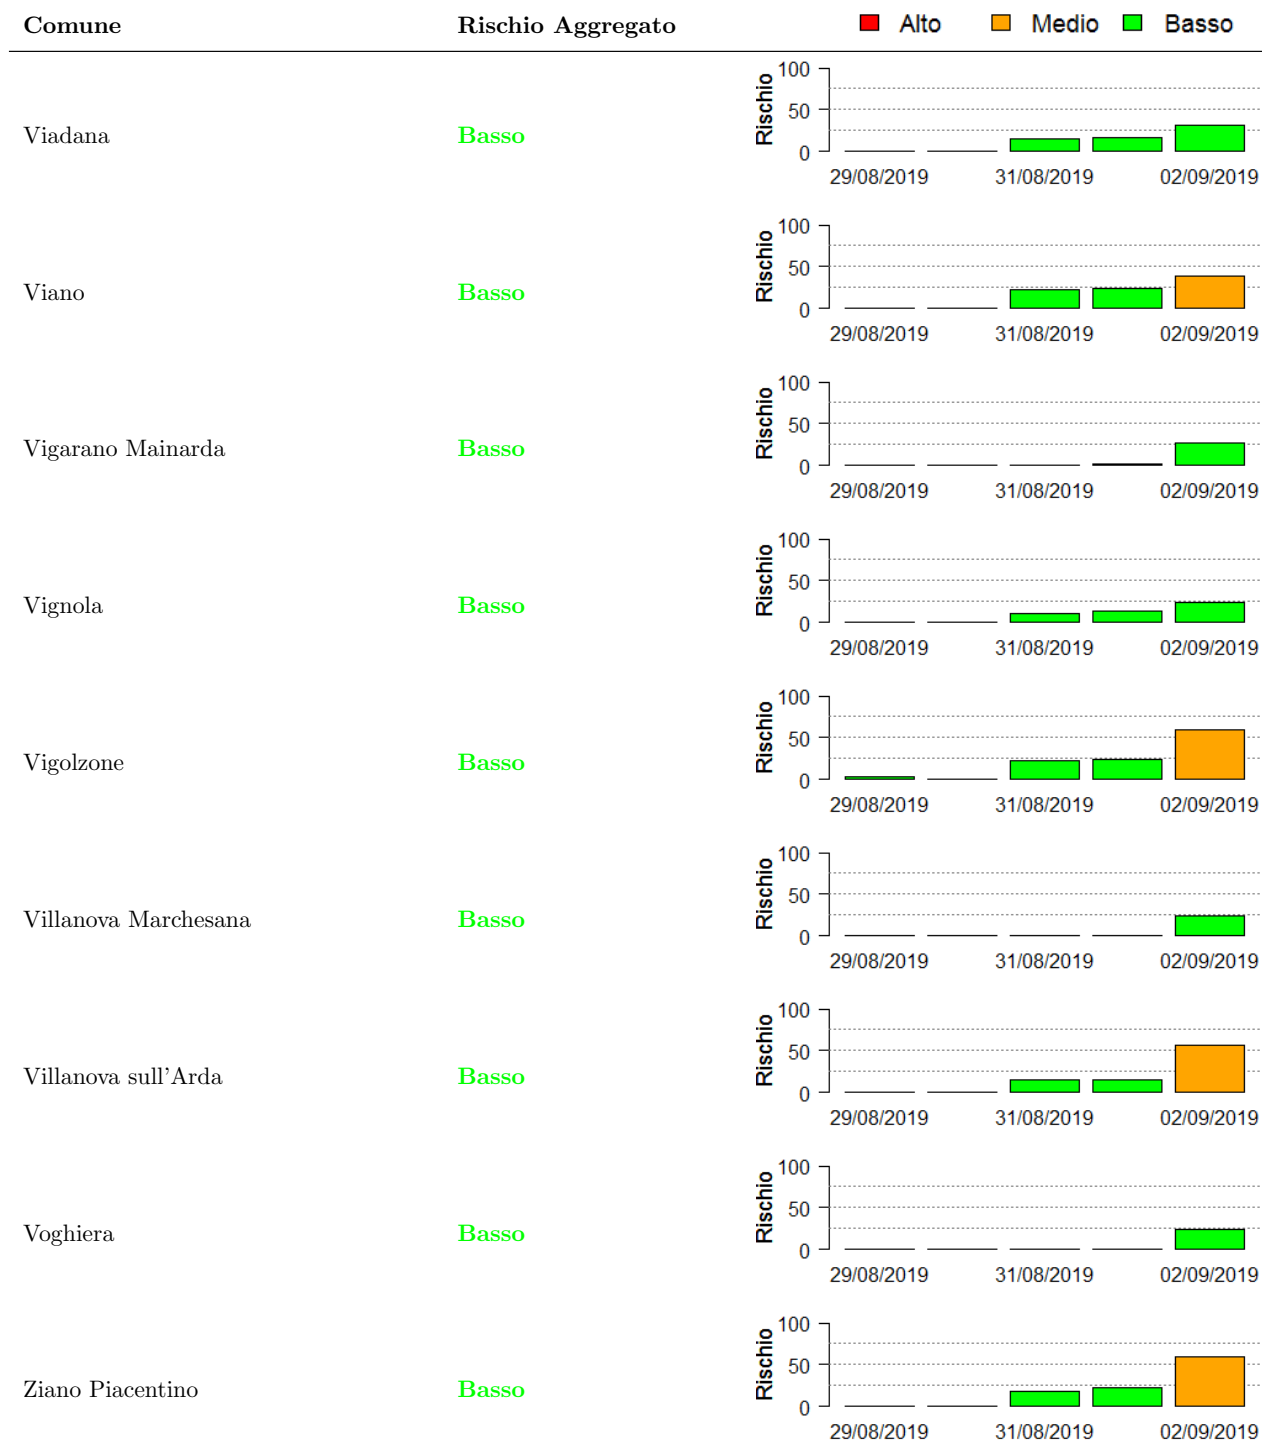 Comune Rischio Aggregato Alto Medio Basso
100
50
0
Rischio
Viadana Basso
29/08/2019 31/08/2019 02/09/2019
100
50
0
Rischio
Viano Basso
29/08/2019 31/08/2019 02/09/2019
100
50
0
Rischio
Vigarano Mainarda Basso
29/08/2019 31/08/2019 02/09/2019
100
50
0
Rischio
Vignola Basso
29/08/2019 31/08/2019 02/09/2019
100
50
0
Rischio
Vigolzone Basso
29/08/2019 31/08/2019 02/09/2019
100
50
0
Rischio
Villanova Marchesana Basso
29/08/2019 31/08/2019 02/09/2019
100
50
0
Rischio
Villanova sull'Arda Basso
29/08/2019 31/08/2019 02/09/2019
100
50
0
Rischio
Voghiera Basso
29/08/2019 31/08/2019 02/09/2019
100
50
0
Rischio
Ziano Piacentino Basso
29/08/2019 31/08/2019 02/09/2019